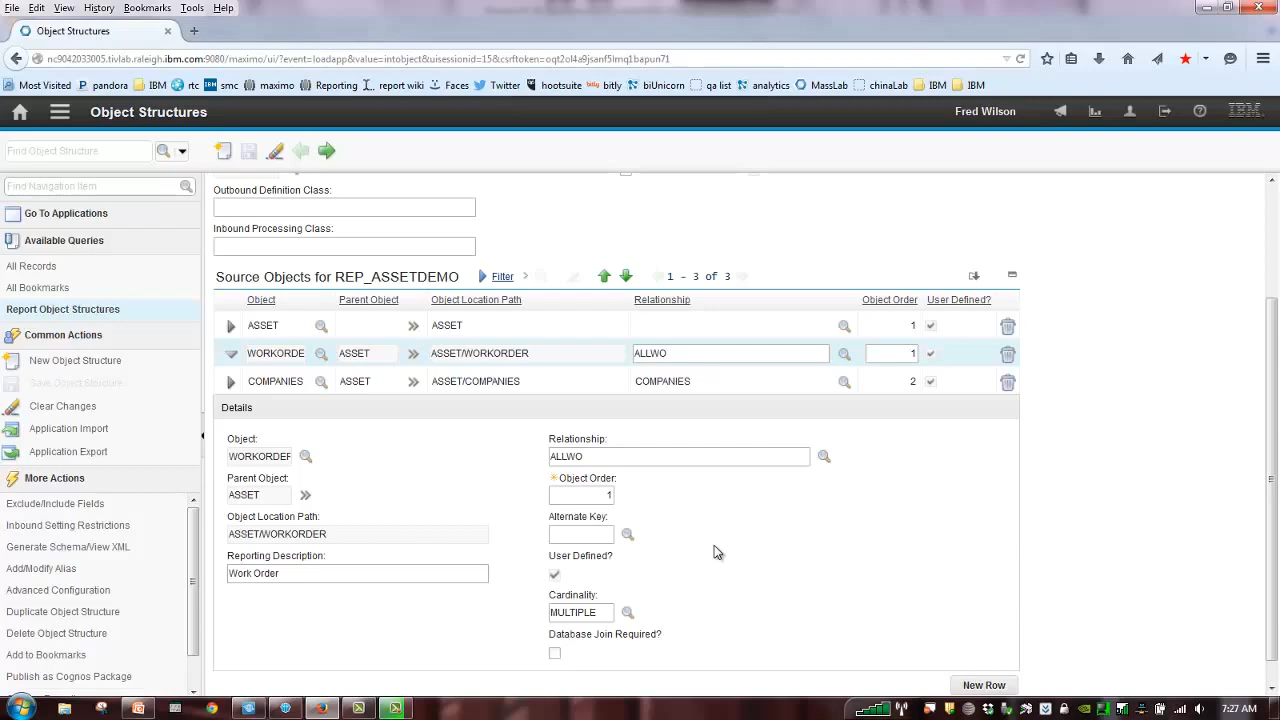 File Edit View History Bookmarks Tools Help
Object Structures
nc9042033005.tivlab.raleigh.ibm.com:9080/maximo/ui/?event=loadapp&value=intobject&uisessionid=15&csrftoken=oqt2ol4a9jsanf5lmq1bapun71
Most Visited pandora IBM rtc smc maximo Reporting report wiki Faces Twitter hootsuite bitly biUnicorn qa list analytics MassLab chinaLab IBM IBM
Object Structures Fred Wilson IBM
Find Object Structure
Find Navigation Item
Go To Applications
Available Queries
All Records
All Bookmarks
Report Object Structures
Common Actions
New Object Structure
Save Object Structure
Clear Changes
Application Import
Application Export
More Actions
Exclude/Include Fields
Inbound Setting Restrictions
Generate Schema/View XML
Add/Modify Alias
Advanced Configuration
Duplicate Object Structure
Delete Object Structure
Add to Bookmarks
Publish as Cognos Package
Outbound Definition Class:
Inbound Processing Class:
Source Objects for REP_ASSETDEMO Filter 1 - 3 of 3
Object Parent Object Object Location Path Relationship Object Order User Defined?
ASSET ASSET 1
WORKORDE ASSET ASSET/WORKORDER ALLWO 1
COMPANIES ASSET ASSET/COMPANIES COMPANIES 2
Details
Object:
WORKORDER
Parent Object:
ASSET
Object Location Path:
ASSET/WORKORDER
Reporting Description:
Work Order
Relationship:
ALLWO
Object Order:
1
Alternate Key:
User Defined?
Cardinality:
MULTIPLE
Database Join Required?
New Row
7:27 AM